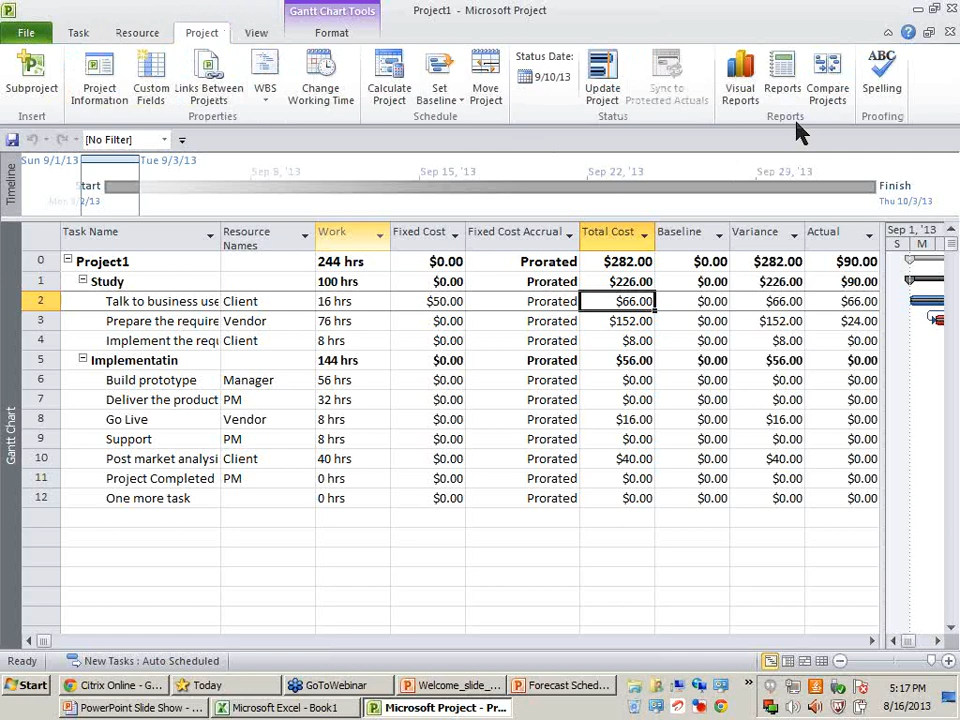 Gantt Chart Tools
Project1 - Microsoft Project
File Task Resource Project View Format
Subproject
Project Information
Custom Fields
Links Between Projects
WBS
Change Working Time
Calculate Project
Set Baseline
Move Project
Status Date:
9/10/13
Update Project
Sync to Protected Actuals
Visual Reports
Reports
Compare Projects
ABC
Spelling
Insert Properties Schedule Status Reports Proofing
[No Filter]
Timeline
Sun 9/1/13 Tue 9/3/13
Sep 8, '13 Sep 15, '13 Sep 22, '13 Sep 29, '13
Start
Finish
Thu 10/3/13
Gantt Chart
Task Name Resource Names Work Fixed Cost Fixed Cost Accrual Total Cost Baseline Variance Actual Sep 1, '13
S M
0 Project1 244 hrs $0.00 Prorated $282.00 $0.00 $282.00 $90.00
1 Study 100 hrs $0.00 Prorated $226.00 $0.00 $226.00 $90.00
2 Talk to business use Client 16 hrs $50.00 Prorated $66.00 $0.00 $66.00 $66.00
3 Prepare the require Vendor 76 hrs $0.00 Prorated $152.00 $0.00 $152.00 $24.00
4 Implement the requ Client 8 hrs $0.00 Prorated $8.00 $0.00 $8.00 $0.00
5 Implementatin 144 hrs $0.00 Prorated $56.00 $0.00 $56.00 $0.00
6 Build prototype Manager 56 hrs $0.00 Prorated $0.00 $0.00 $0.00 $0.00
7 Deliver the product PM 32 hrs $0.00 Prorated $0.00 $0.00 $0.00 $0.00
8 Go Live Vendor 8 hrs $0.00 Prorated $16.00 $0.00 $16.00 $0.00
9 Support PM 8 hrs $0.00 Prorated $0.00 $0.00 $0.00 $0.00
10 Post market analysi Client 40 hrs $0.00 Prorated $40.00 $0.00 $40.00 $0.00
11 Project Completed PM 0 hrs $0.00 Prorated $0.00 $0.00 $0.00 $0.00
12 One more task 0 hrs $0.00 Prorated $0.00 $0.00 $0.00 $0.00
Ready New Tasks : Auto Scheduled
Start Citrix Online - G... Today GoToWebinar Welcome_slide_... Forecast Sched... 5:17 PM
PowerPoint Slide Show - ... Microsoft Excel - Book1 Microsoft Project - Pr... 8/16/2013